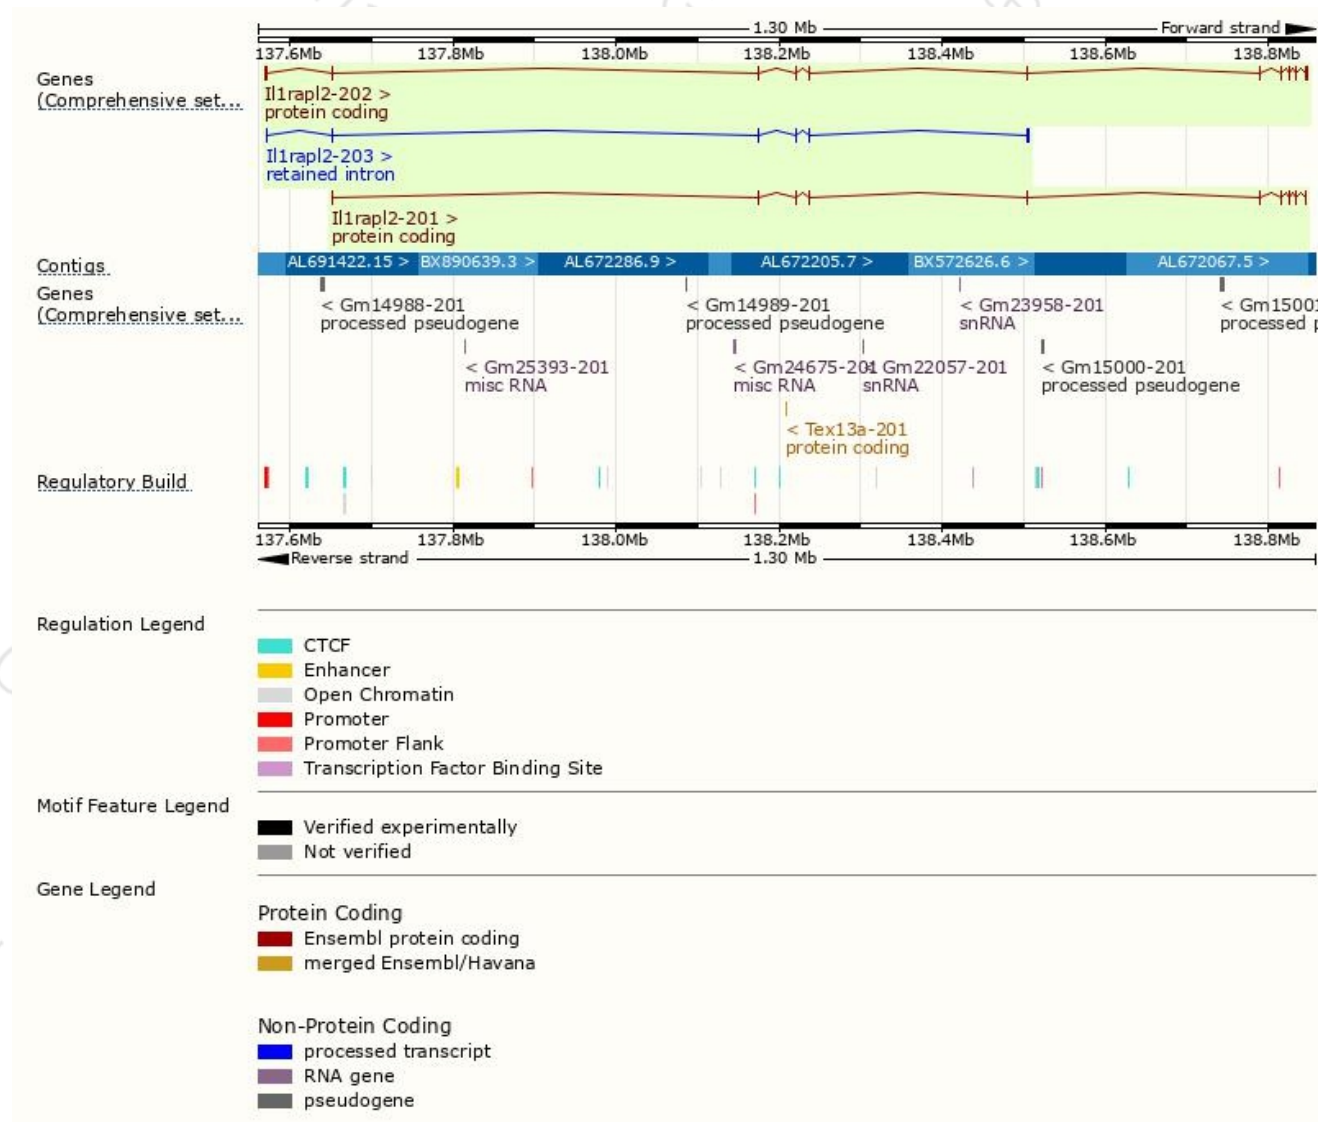 1.30 Mb Forward strand
137.6Mb 137.8Mb 138.0Mb 138.2Mb 138.4Mb 138.6Mb 138.8Mb
Genes
(Comprehensive set...
Il1rapl2-202 >
protein coding
Il1rapl2-203 >
retained intron
Il1rapl2-201 >
protein coding
Contigs
AL691422.15 > BX890639.3 > AL672286.9 > AL672205.7 > BX572626.6 > AL672067.5 >
Genes
(Comprehensive set...
< Gm14988-201 < Gm14989-201 < Gm23958-201 < Gm15001
processed pseudogene processed pseudogene snRNA processed p
< Gm25393-201 < Gm24675-201 < Gm22057-201 < Gm15000-201
misc RNA misc RNA snRNA processed pseudogene
< Tex13a-201
protein coding
Regulatory Build
137.6Mb 137.8Mb 138.0Mb 138.2Mb 138.4Mb 138.6Mb 138.8Mb
Reverse strand 1.30 Mb
Regulation Legend
CTCF
Enhancer
Open Chromatin
Promoter
Promoter Flank
Transcription Factor Binding Site
Motif Feature Legend
Verified experimentally
Not verified
Gene Legend
Protein Coding
Ensembl protein coding
merged Ensembl/Havana
Non-Protein Coding
processed transcript
RNA gene
pseudogene